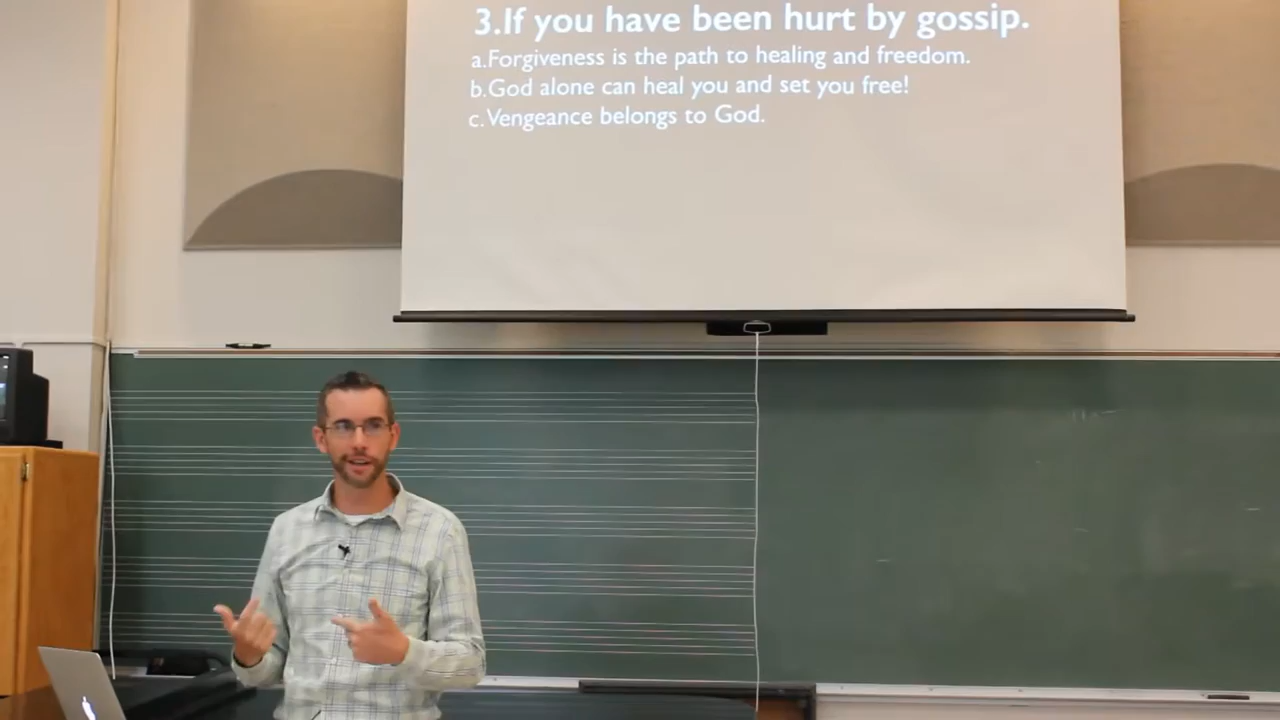 3.If you have been hurt by gossip.
a.Forgiveness is the path to healing and freedom.
b.God alone can heal you and set you free!
c.Vengeance belongs to God.